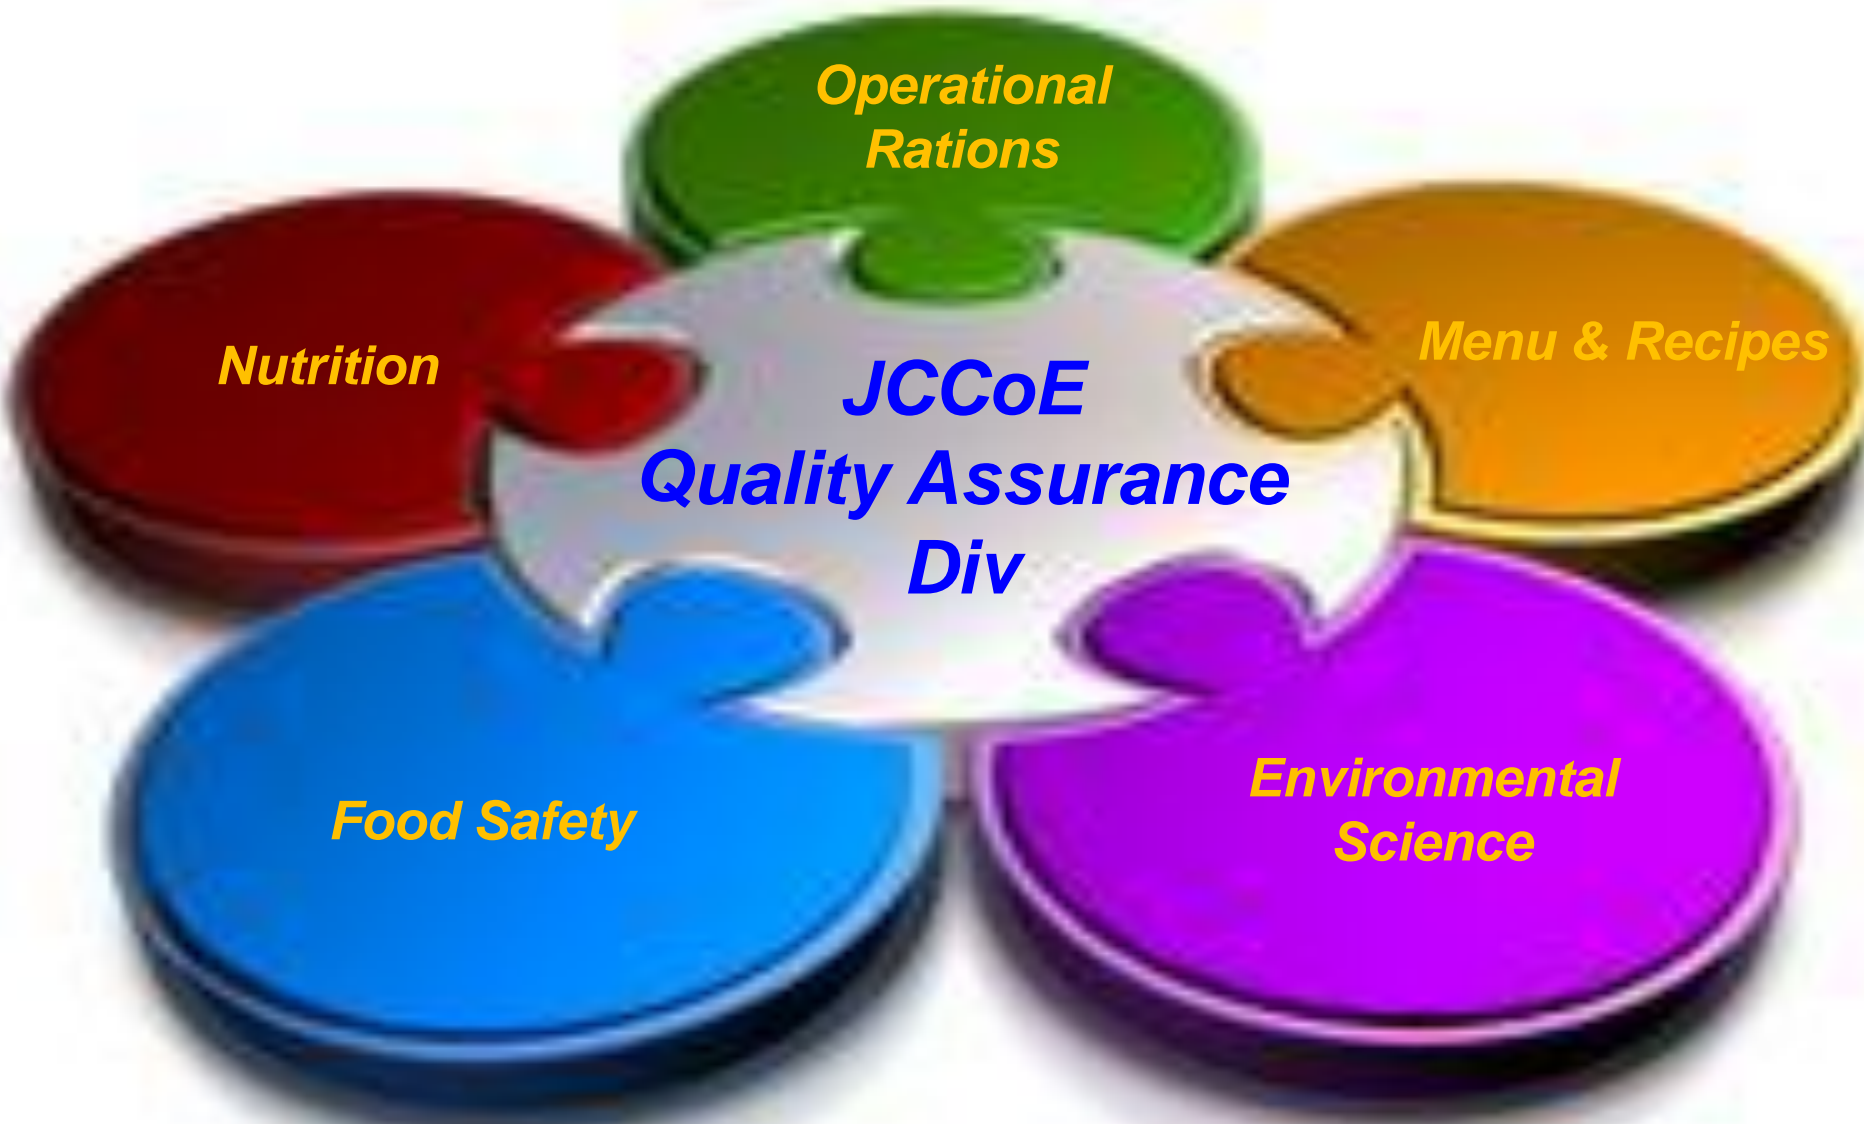 Operational
Rations
Nutrition
Menu & Recipes
JCCoE
Quality Assurance
Div
Food Safety
Environmental
Science